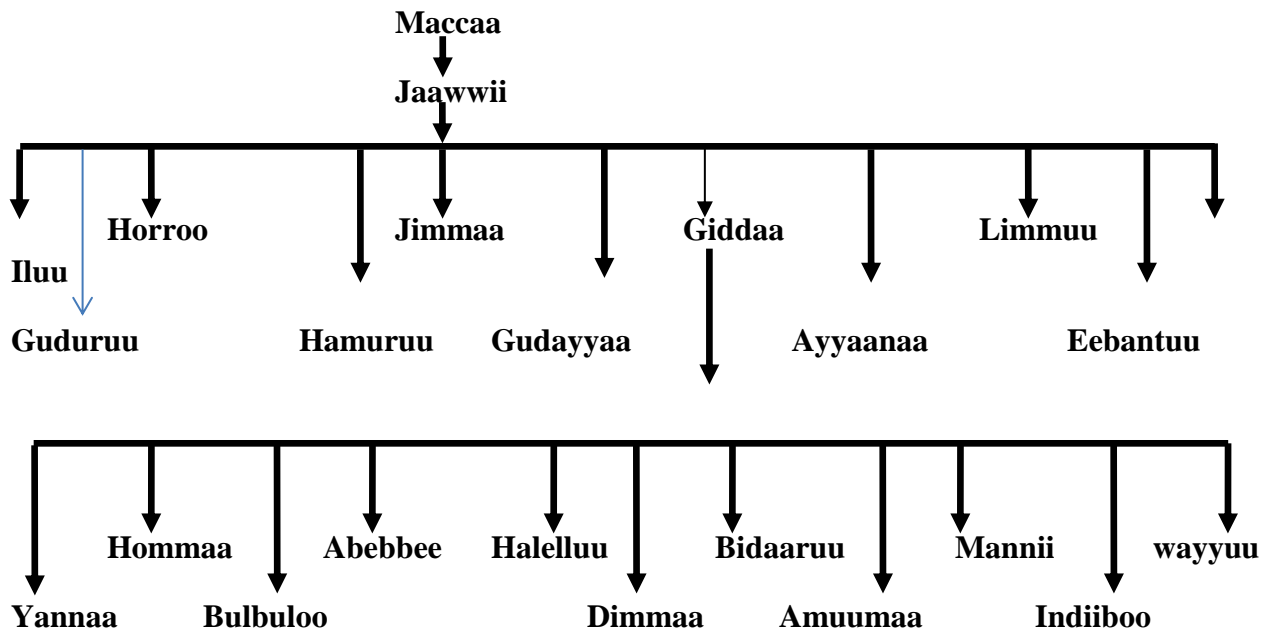 Maccaa
Jaawwii
Horroo Jimmaa Giddaa Limmuu
Iluu
Guduruu Hamuruu Gudayyaa Ayyaanaa Eebantuu
Hommaa Abebbee Halelluu Bidaaruu Mannii wayyuu
Yannaa Bulbuloo Dimmaa Amuumaa Indiiboo